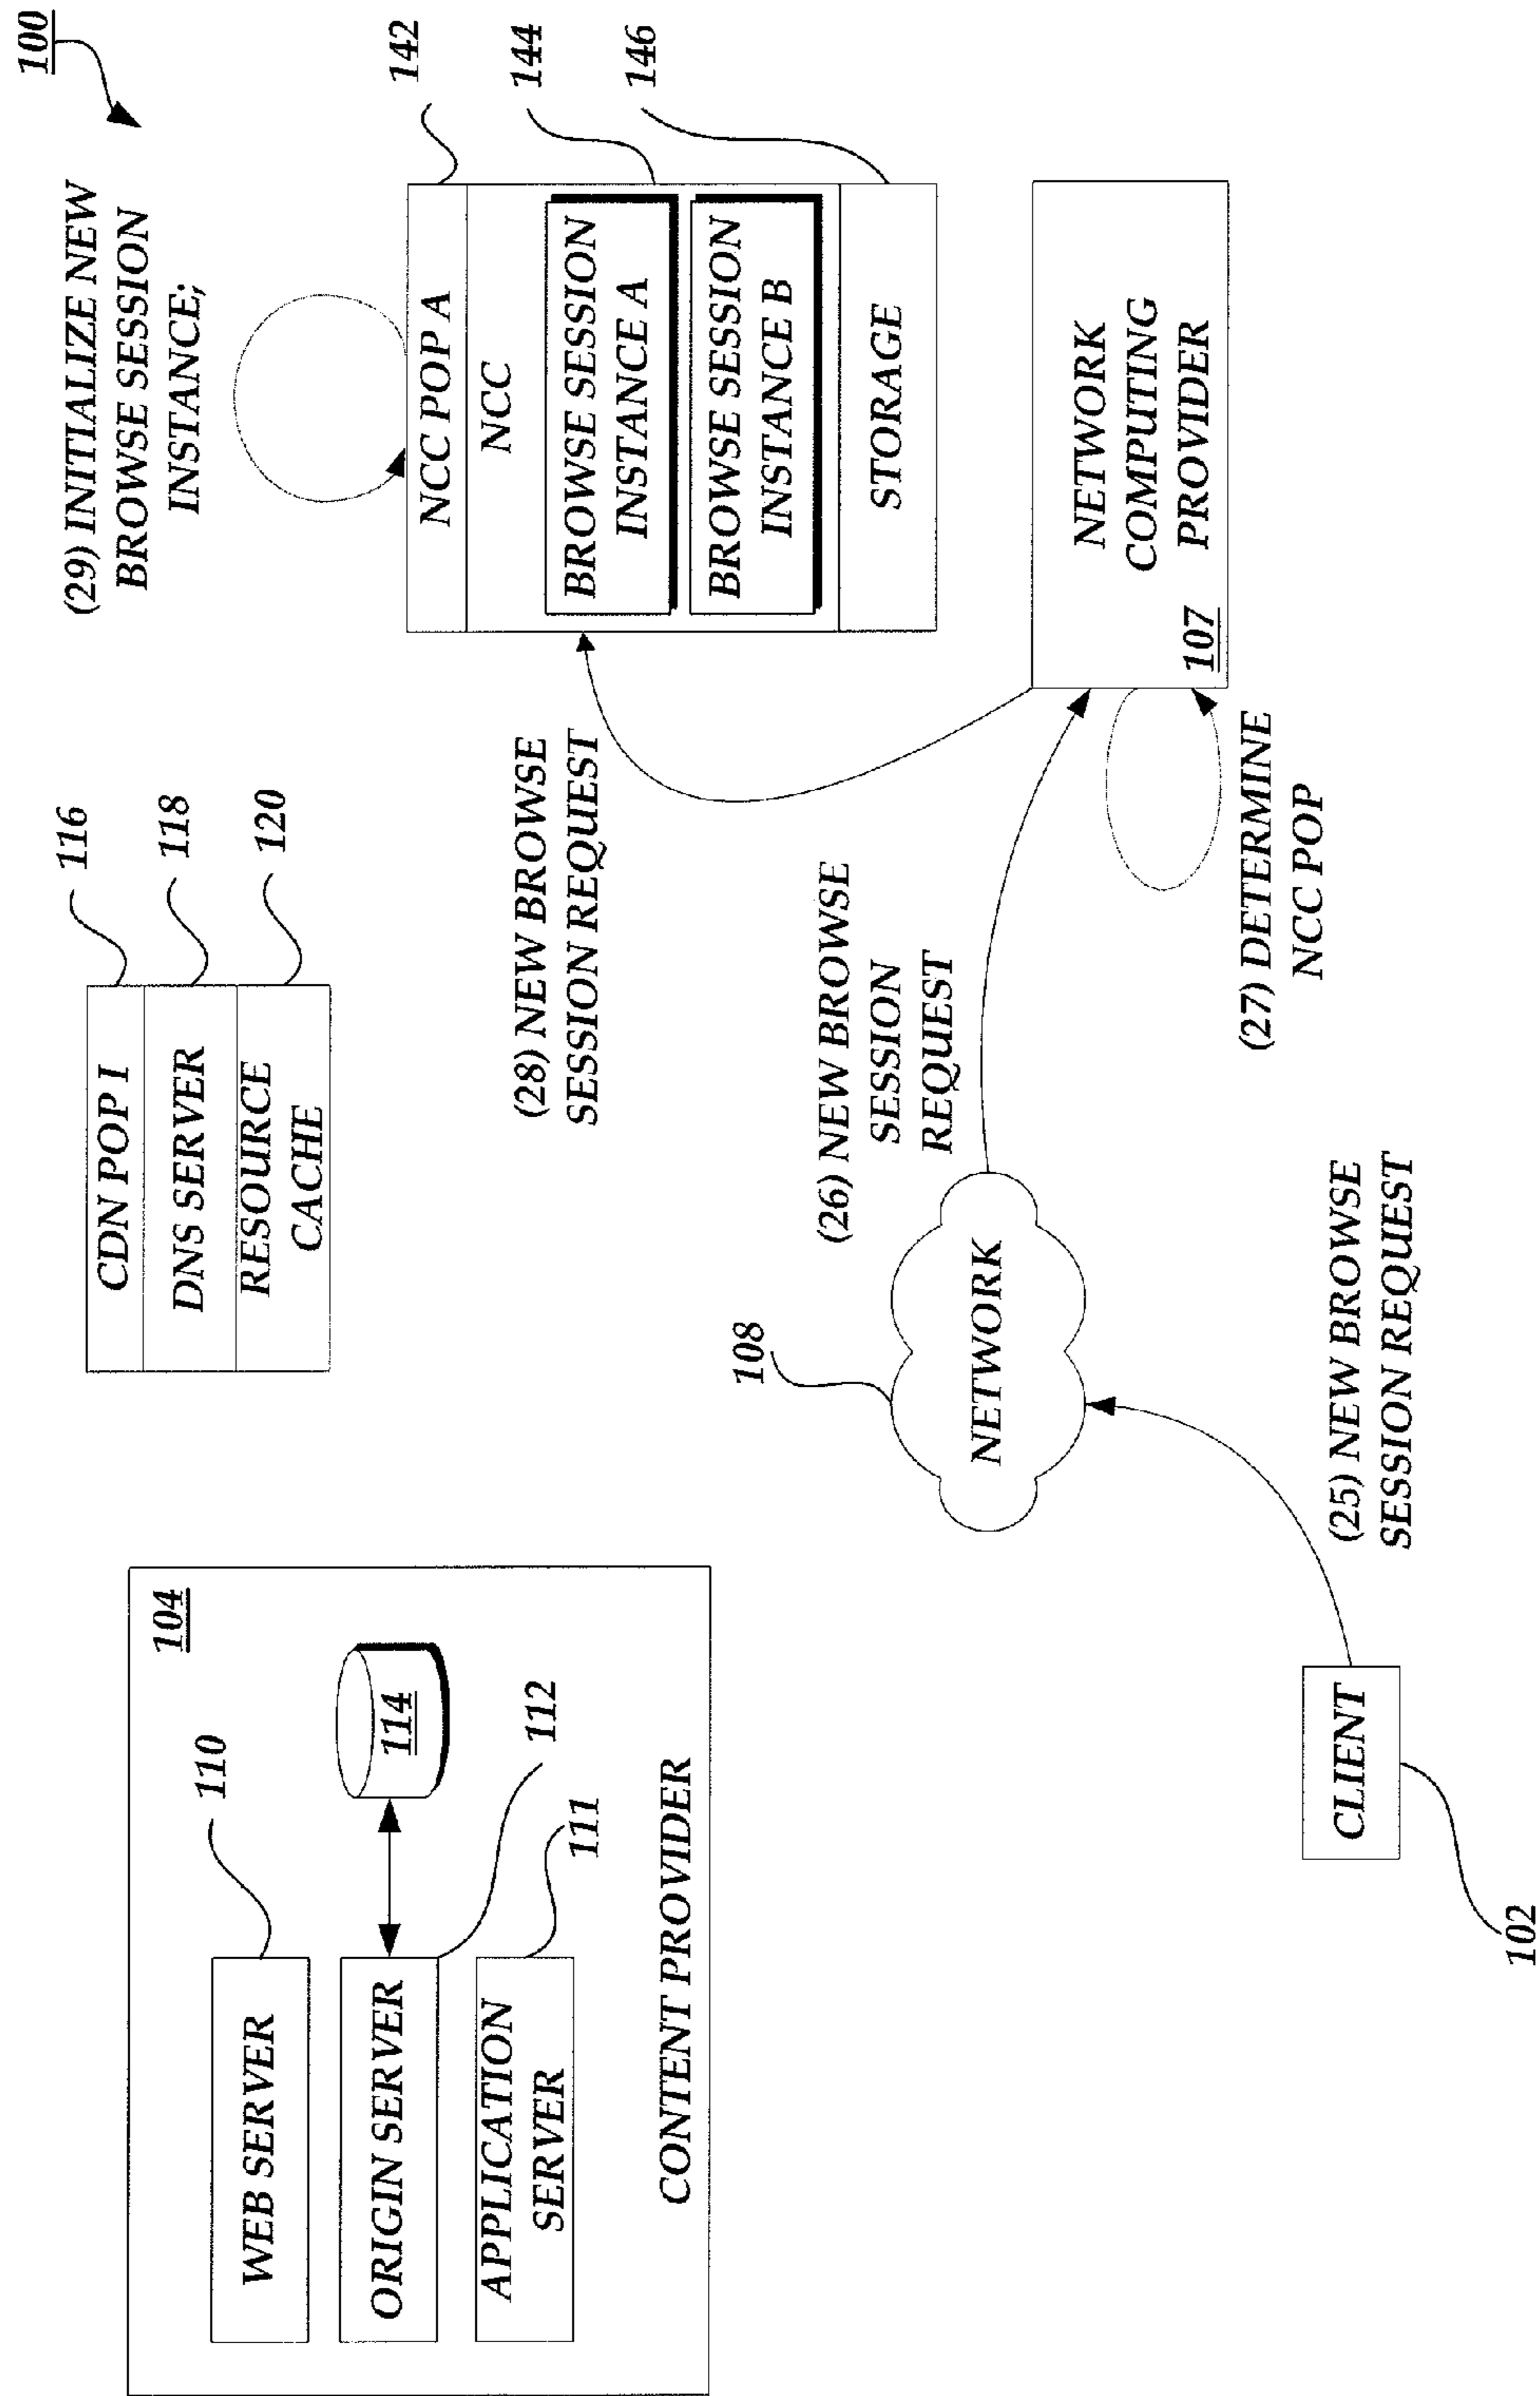 100
104
110
WEB SERVER
ORIGIN SERVER
114
112
APPLICATION
SERVER
111
CONTENT PROVIDER
CDN POP I
DNS SERVER
RESOURCE
CACHE
116
118
120
(29) INITIALIZE NEW
BROWSE SESSION
INSTANCE;
NCC POP A
NCC
BROWSE SESSION
INSTANCE A
BROWSE SESSION
INSTANCE B
STORAGE
142
144
146
(28) NEW BROWSE
SESSION REQUEST
NETWORK
COMPUTING
PROVIDER
107
(26) NEW BROWSE
SESSION
REQUEST
(27) DETERMINE
NCC POP
108
NETWORK
(25) NEW BROWSE
SESSION REQUEST
CLIENT
102